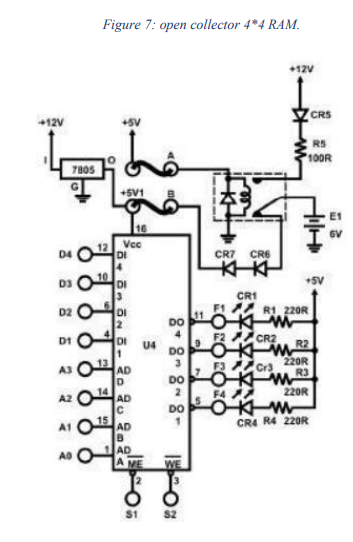 Figure 7: open collector 4*4 RAM.
+12V
+12V
+5V
CR5
A
R5
100R
I
7805
O
G
+5V1
B
16
E1
6V
Vcc
CR7
CR6
D4
12
DI
4
+5V
D3
10
DI
3
D2
6
DI
2
D1
4
DI
1
U4
DO
4
11
F1
CR1
R1
220R
DO
3
9
F2
CR2
R2
220R
DO
2
7
F3
Cr3
R3
220R
DO
1
5
F4
CR4
R4
220R
A3
13
AD
D
A2
14
AD
C
A1
15
AD
B
A0
1
AD
A
ME
WE
2
3
S1
S2